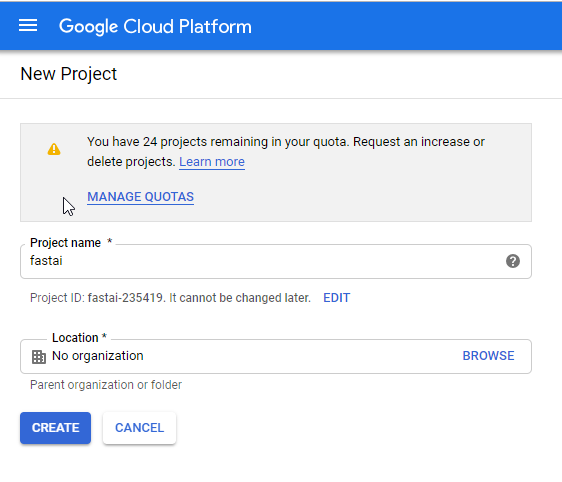 Google Cloud Platform
New Project
You have 24 projects remaining in your quota. Request an increase or
delete projects. Learn more
MANAGE QUOTAS
Project name *
fastai
Project ID: fastai-235419. It cannot be changed later. EDIT
Location *
No organization BROWSE
Parent organization or folder
CREATE CANCEL